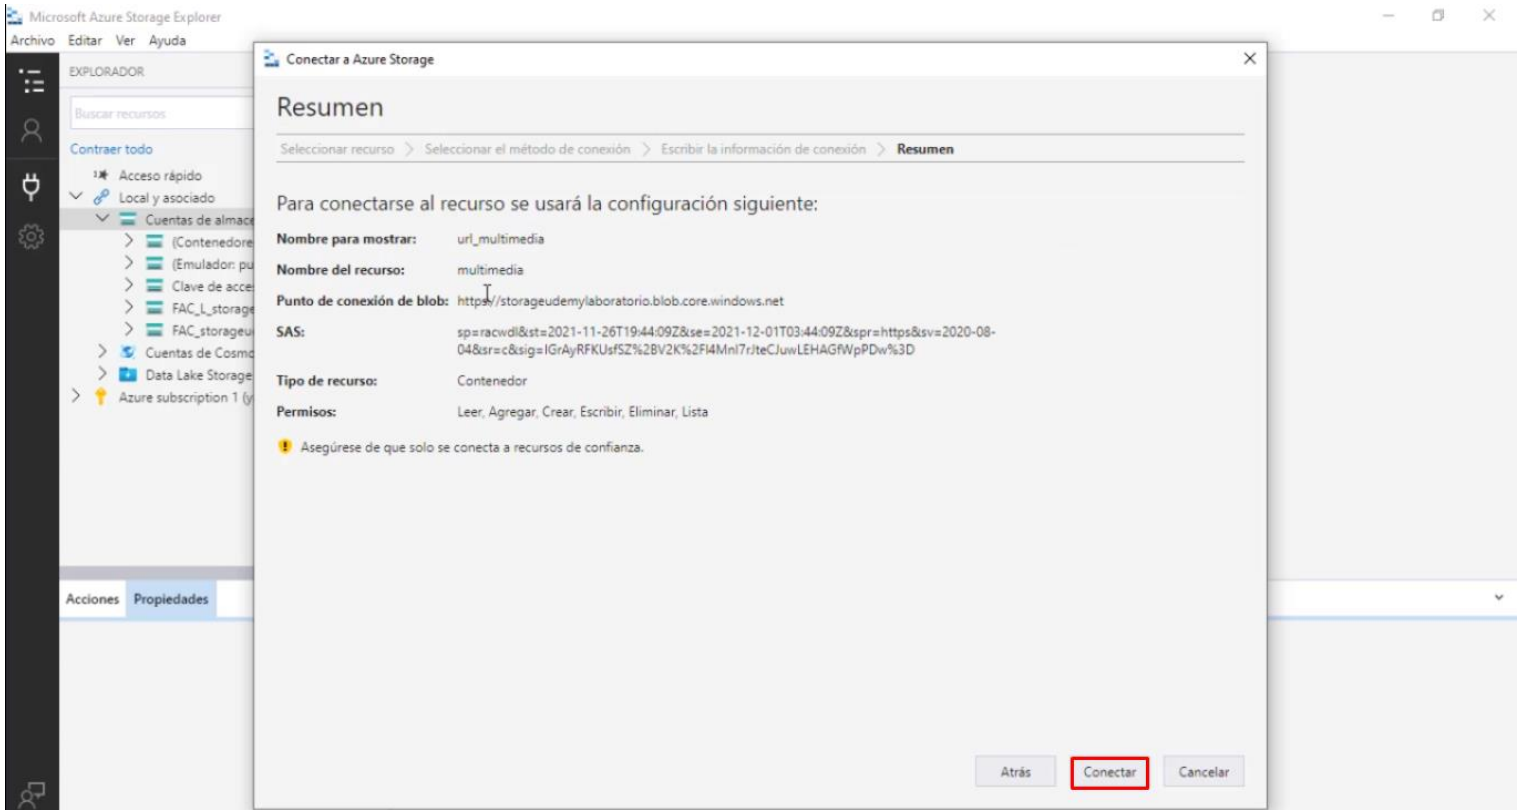 Microsoft Azure Storage Explorer
Archivo Editar Ver Ayuda
EXPLORADOR
Buscar recursos
Contraer todo
Acceso rápido
Local y asociado
Cuentas de almace
(Contenedore
(Emulador: pu
Clave de acce
FAC_L_storage
FAC_storageu
Cuentas de Cosmo
Data Lake Storage
Azure subscription 1 (y
Acciones Propiedades
Conectar a Azure Storage
Resumen
Seleccionar recurso > Seleccionar el método de conexión > Escribir la información de conexión > Resumen
Para conectarse al recurso se usará la configuración siguiente:
Nombre para mostrar: url_multimedia
Nombre del recurso: multimedia
Punto de conexión de blob: https://storageudemylaboratorio.blob.core.windows.net
SAS: sp=racwdl&st=2021-11-26T19:44:09Z&se=2021-12-01T03:44:09Z&spr=https&sv=2020-08-
04&sr=c&sig=IGrAyRFKUsfSZ%2BV2K%2Fl4MnI7rJteCJuwLEHAGfWpPDw%3D
Tipo de recurso: Contenedor
Permisos: Leer, Agregar, Crear, Escribir, Eliminar, Lista
Asegúrese de que solo se conecta a recursos de confianza.
Atrás Conectar Cancelar